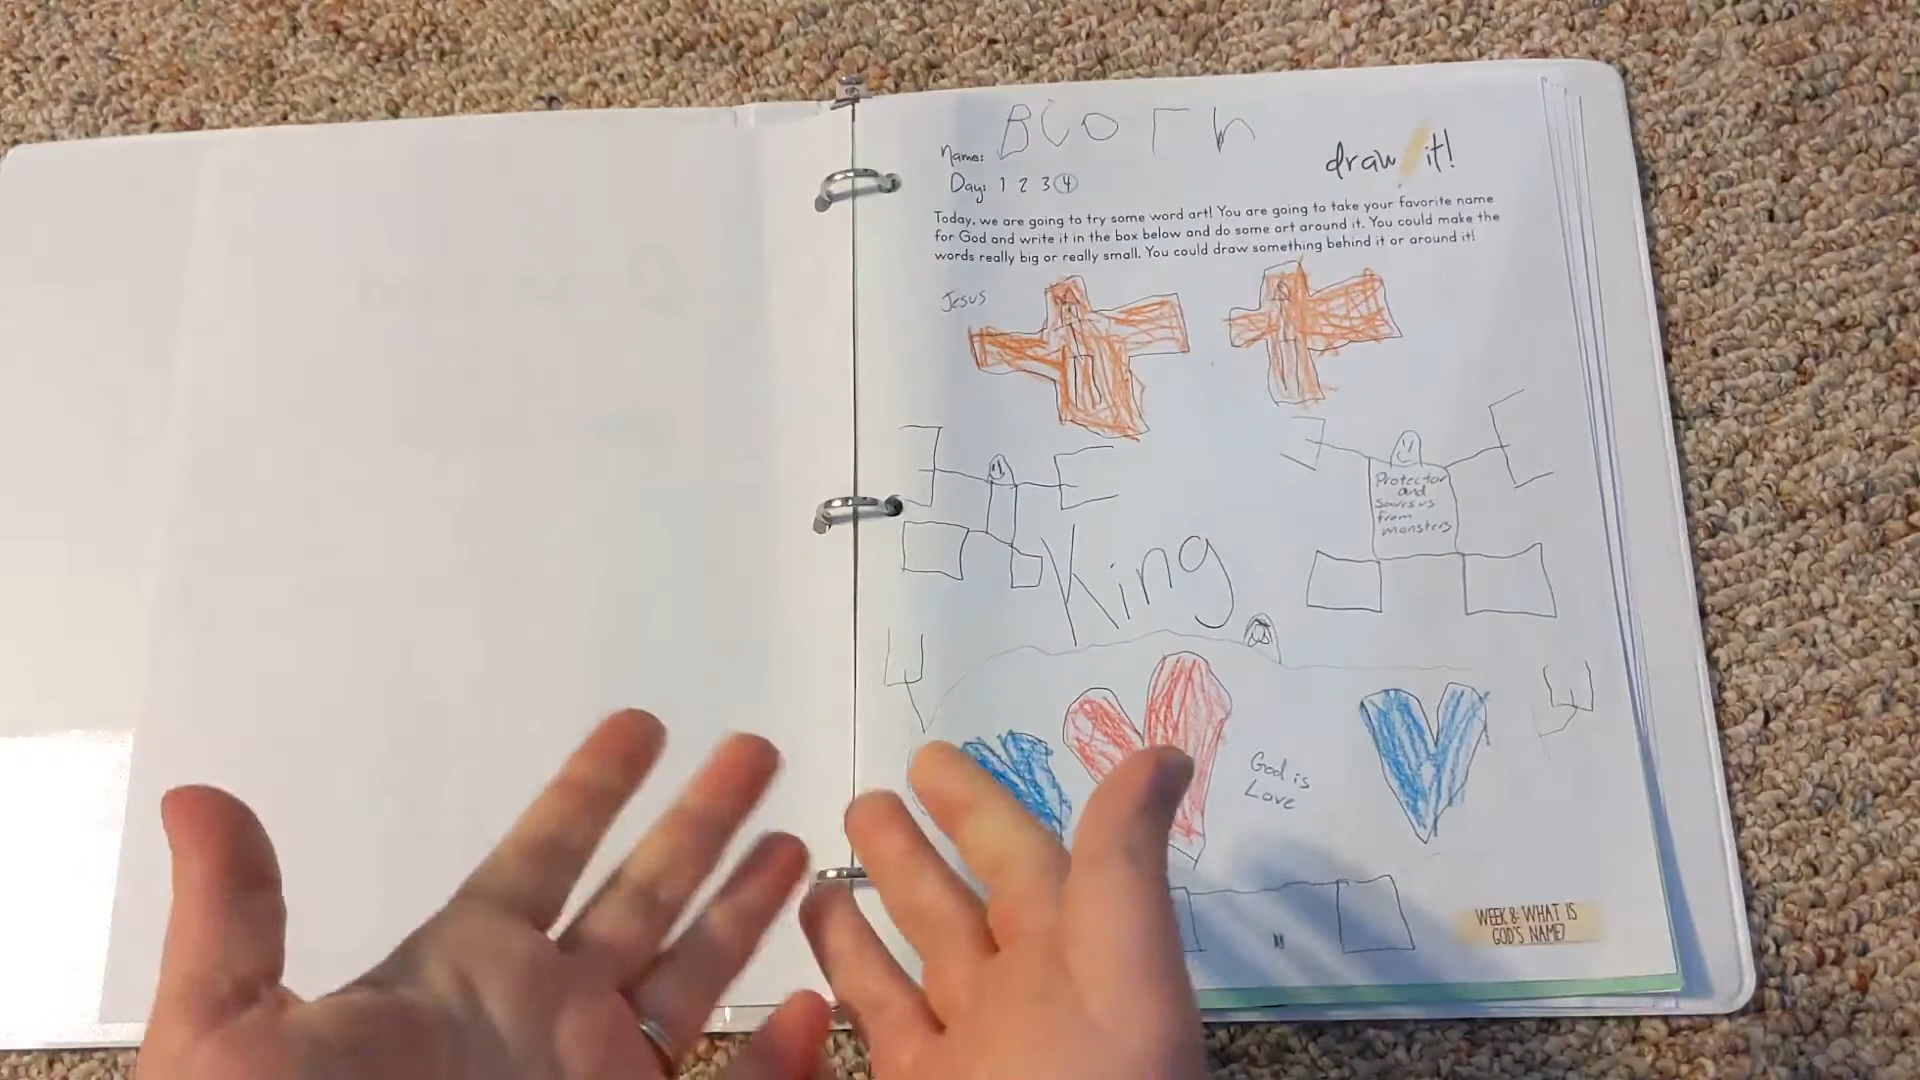 Name: Bjorn
draw it!
Day: 1 2 3 4
Today, we are going to try some word art! You are going to take your favorite name
for God and write it in the box below and do some art around it. You could make the
words really big or really small. You could draw something behind it or around it!
Jesus
Protector
and
Saves us
from
monsters
King
God is
Love
WEEK 8: WHAT IS
GOD'S NAME?